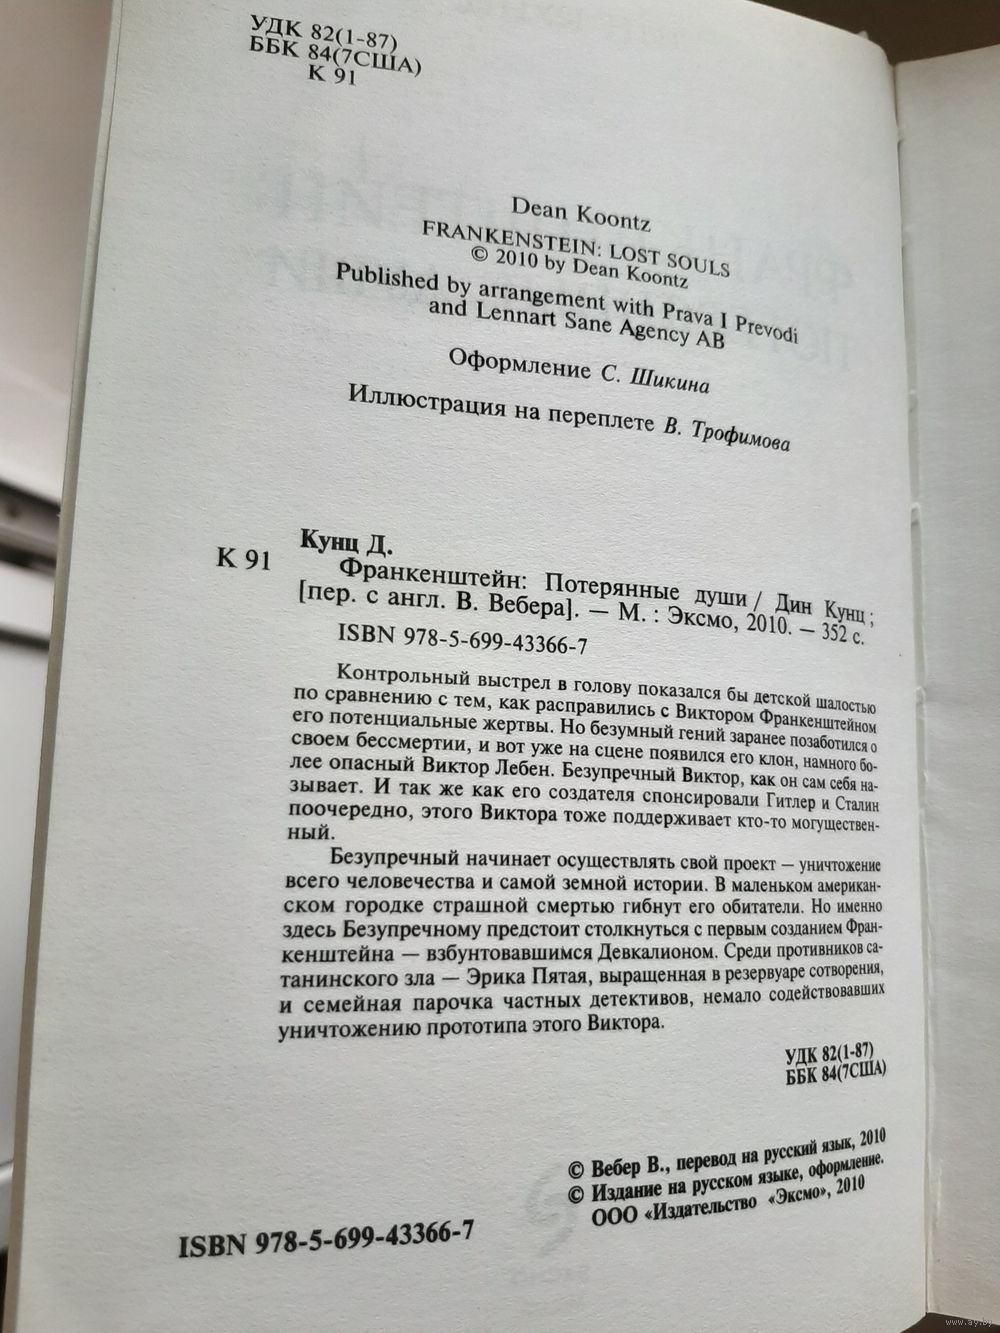 УДК 82(1-87)
ББК 84(7США)
К 91
Dean Koontz
FRANKENSTEIN: LOST SOULS
© 2010 by Dean Koontz
Published by arrangement with Prava I Prevodi
and Lennart Sane Agency AB
Оформление С. Шикина
Иллюстрация на переплете В. Трофимова
Кунц Д.
К 91
Франкенштейн: Потерянные души / Дин Кунц ;
[пер. с англ. В. Вебера]. — М. : Эксмо, 2010. — 352 с.
ISBN 978-5-699-43366-7
Контрольный выстрел в голову показался бы детской шалостью
по сравнению с тем, как расправились с Виктором Франкенштейном
его потенциальные жертвы. Но безумный гений заранее позаботился о
своем бессмертии, и вот уже на сцене появился его клон, намного бо-
лее опасный Виктор Лебен. Безупречный Виктор, как он сам себя на-
зывает. И так же как его создателя спонсировали Гитлер и Сталин
поочередно, этого Виктора тоже поддерживает кто-то могуществен-
ный.
Безупречный начинает осуществлять свой проект — уничтожение
всего человечества и самой земной истории. В маленьком американ-
ском городке страшной смертью гибнут его обитатели. Но именно
здесь Безупречному предстоит столкнуться с первым созданием Фран-
кенштейна — взбунтовавшимся Девкалионом. Среди противников са-
танинского зла — Эрика Пятая, выращенная в резервуаре сотворения,
и семейная парочка частных детективов, немало содействовавших
уничтожению прототипа этого Виктора.
УДК 82(1-87)
ББК 84(7США)
© Вебер В., перевод на русский язык, 2010
© Издание на русском языке, оформление.
ООО «Издательство «Эксмо», 2010
ISBN 978-5-699-43366-7